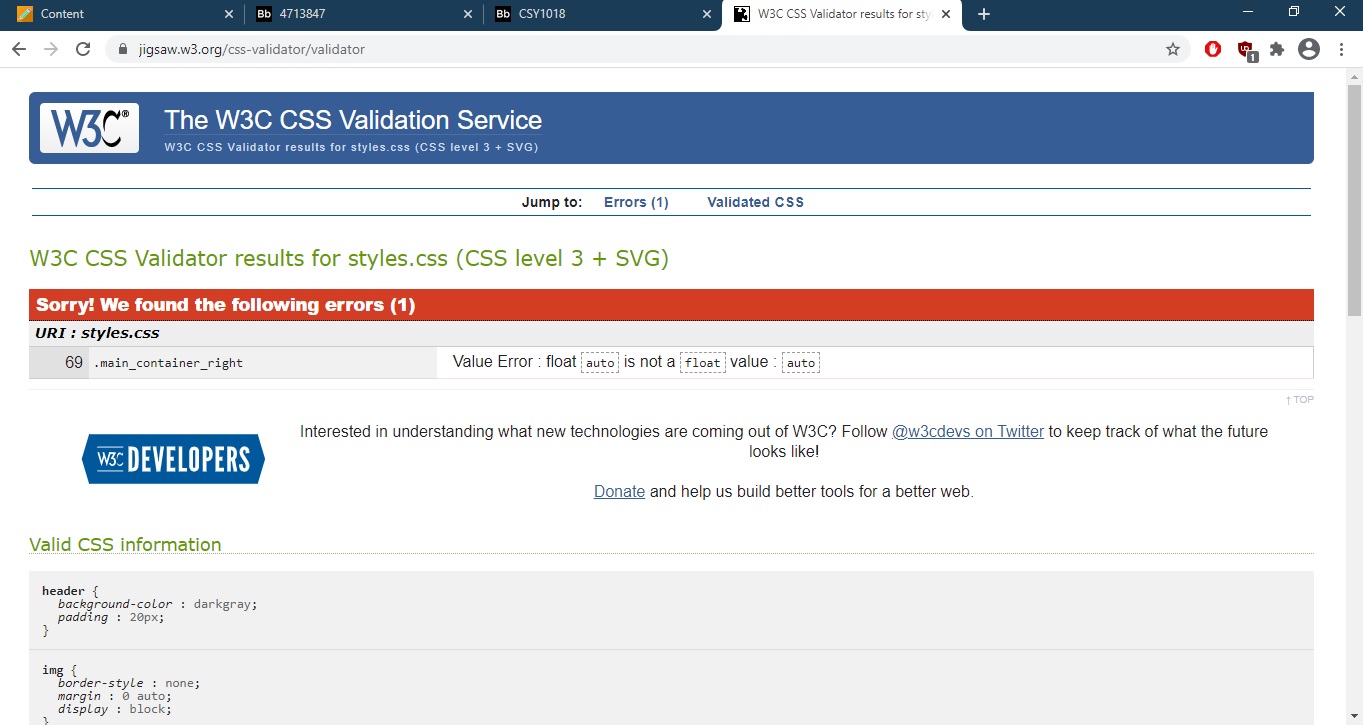 Content
4713847
CSY1018
W3C CSS Validator results for sty
jigsaw.w3.org/css-validator/validator
1
W3C®
The W3C CSS Validation Service
W3C CSS Validator results for styles.css (CSS level 3 + SVG)
Jump to: Errors (1) Validated CSS
W3C CSS Validator results for styles.css (CSS level 3 + SVG)
Sorry! We found the following errors (1)
URI : styles.css
69 .main_container_right Value Error : float auto is not a float value : auto
↑ TOP
Interested in understanding what new technologies are coming out of W3C? Follow @w3cdevs on Twitter to keep track of what the future
looks like!
W3C DEVELOPERS
Donate and help us build better tools for a better web.
Valid CSS information
header {
background-color : darkgray;
padding : 20px;
}
img {
border-style : none;
margin : 0 auto;
display : block;
}